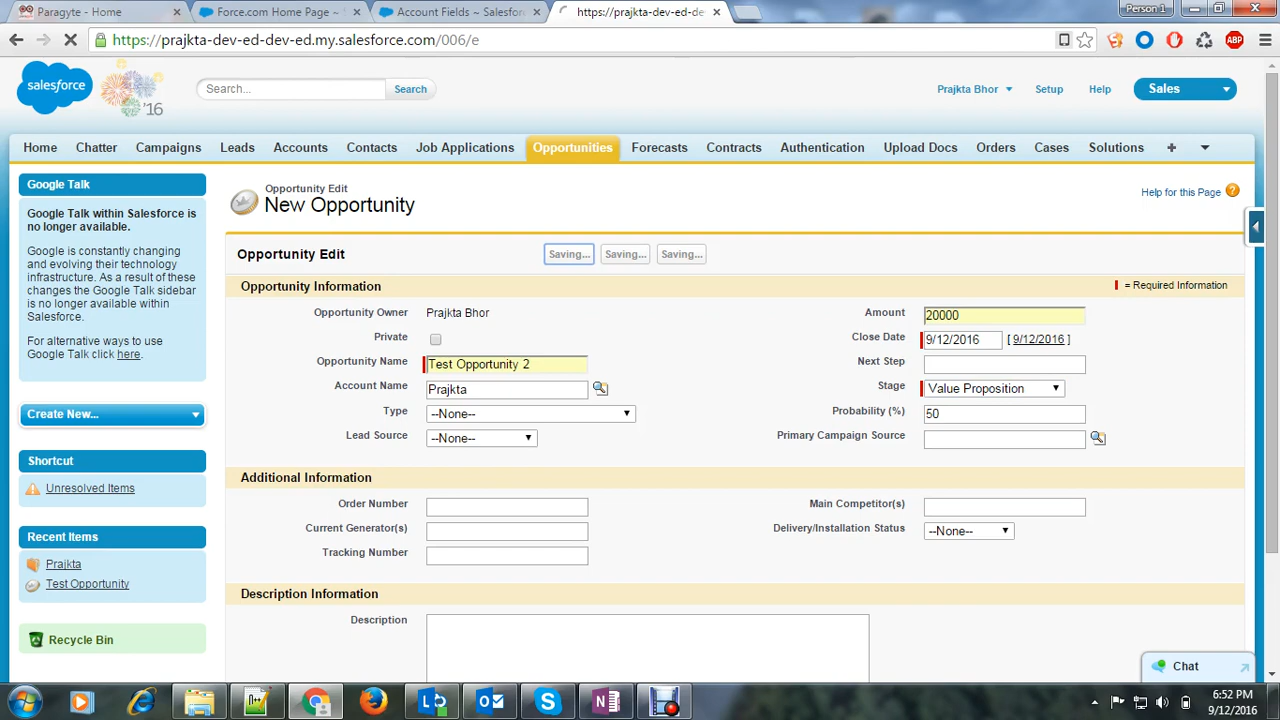 Paragyte - Home
Force.com Home Page ~
Account Fields ~ Salesfor
https://prajkta-dev-ed-de
Person 1
https://prajkta-dev-ed-dev-ed.my.salesforce.com/006/e
ABP
salesforce
'16
Search...
Search
Prajkta Bhor
Setup
Help
Sales
Home
Chatter
Campaigns
Leads
Accounts
Contacts
Job Applications
Opportunities
Forecasts
Contracts
Authentication
Upload Docs
Orders
Cases
Solutions
+
Google Talk
Google Talk within Salesforce is
no longer available.
Google is constantly changing
and evolving their technology
infrastructure. As a result of these
changes the Google Talk sidebar
is no longer available within
Salesforce.
For alternative ways to use
Google Talk click here.
Create New...
Shortcut
Unresolved Items
Recent Items
Prajkta
Test Opportunity
Recycle Bin
Opportunity Edit
New Opportunity
Help for this Page ?
Opportunity Edit
Saving...
Saving...
Saving...
Opportunity Information
= Required Information
Opportunity Owner Prajkta Bhor
Amount 20000
Private
Close Date 9/12/2016 [ 9/12/2016 ]
Opportunity Name Test Opportunity 2
Next Step
Account Name Prajkta
Stage Value Proposition
Type --None--
Probability (%) 50
Lead Source --None--
Primary Campaign Source
Additional Information
Order Number
Main Competitor(s)
Current Generator(s)
Delivery/Installation Status --None--
Tracking Number
Description Information
Description
Chat
6:52 PM
9/12/2016